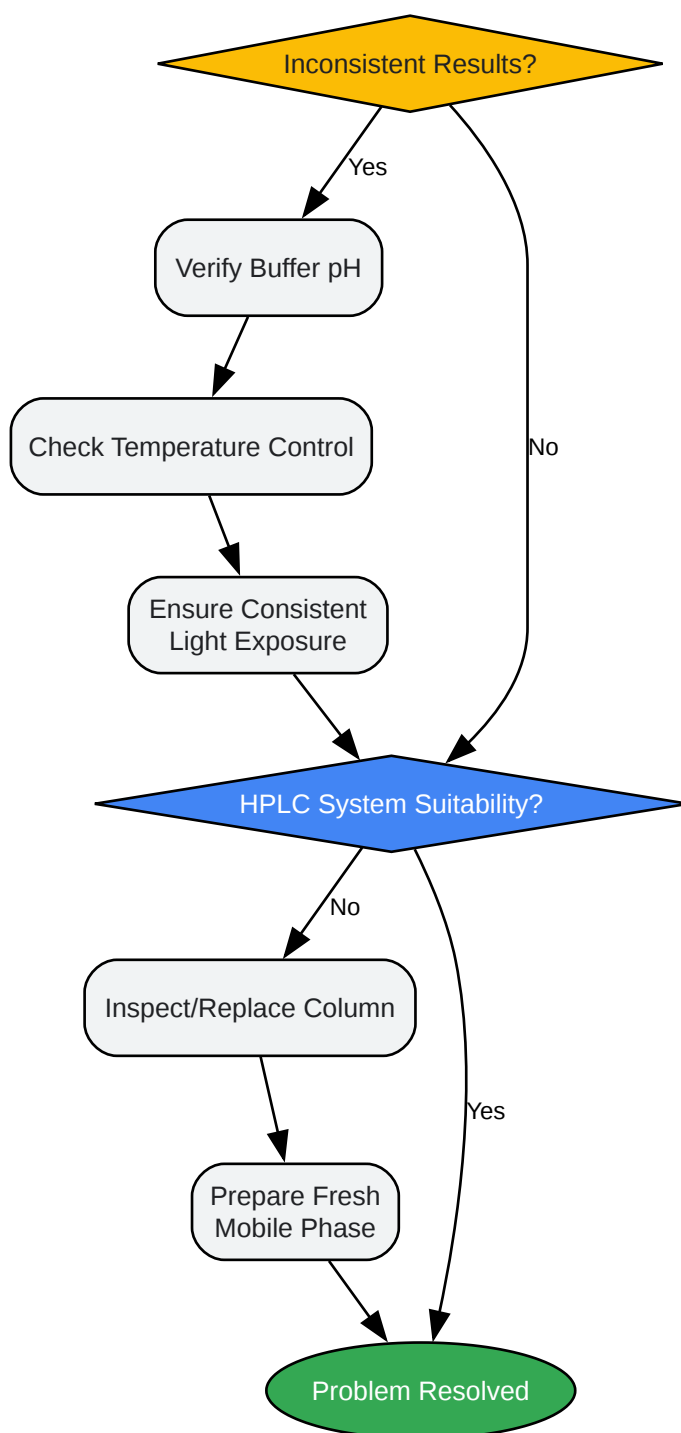 Inconsistent Results?
Yes
Verify Buffer pH
Check Temperature Control
No
Ensure Consistent
Light Exposure
HPLC System Suitability?
No
Inspect/Replace Column
Yes
Prepare Fresh
Mobile Phase
Problem Resolved